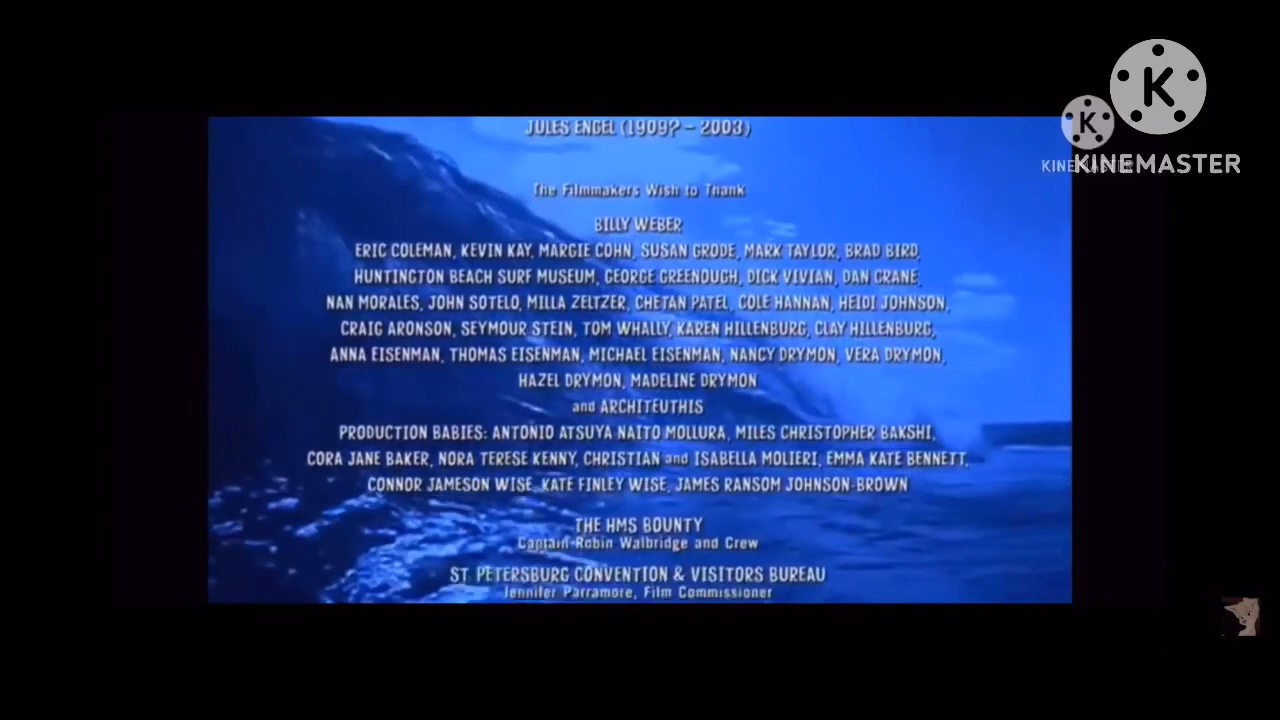 JULES ENGEL (1909? – 2003)
The Filmmakers Wish to Thank
BILLY WEBER
ERIC COLEMAN, KEVIN KAY, MARGIE COHN, SUSAN GRODE, MARK TAYLOR, BRAD BIRD,
HUNTINGTON BEACH SURF MUSEUM, GEORGE GREENOUGH, DICK VIVIAN, DAN CRANE,
NAN MORALES, JOHN SOTELO, MILLA ZELTZER, CHETAN PATEL, COLE HANNAN, HEIDI JOHNSON,
CRAIG ARONSON, SEYMOUR STEIN, TOM WHALLY, KAREN HILLENBURG, CLAY HILLENBURG,
ANNA EISENMAN, THOMAS EISENMAN, MICHAEL EISENMAN, NANCY DRYMON, VERA DRYMON,
HAZEL DRYMON, MADELINE DRYMON
and ARCHITEUTHIS
PRODUCTION BABIES: ANTONIO ATSUYA NAITO MOLLURA, MILES CHRISTOPHER BAKSHI,
CORA JANE BAKER, NORA TERESE KENNY, CHRISTIAN and ISABELLA MOLIERI, EMMA KATE BENNETT,
CONNOR JAMESON WISE, KATE FINLEY WISE, JAMES RANSOM JOHNSON-BROWN
THE HMS BOUNTY
Captain Robin Walbridge and Crew
ST PETERSBURG CONVENTION & VISITORS BUREAU
Jennifer Parramore, Film Commissioner
K
K
KINEMASTER